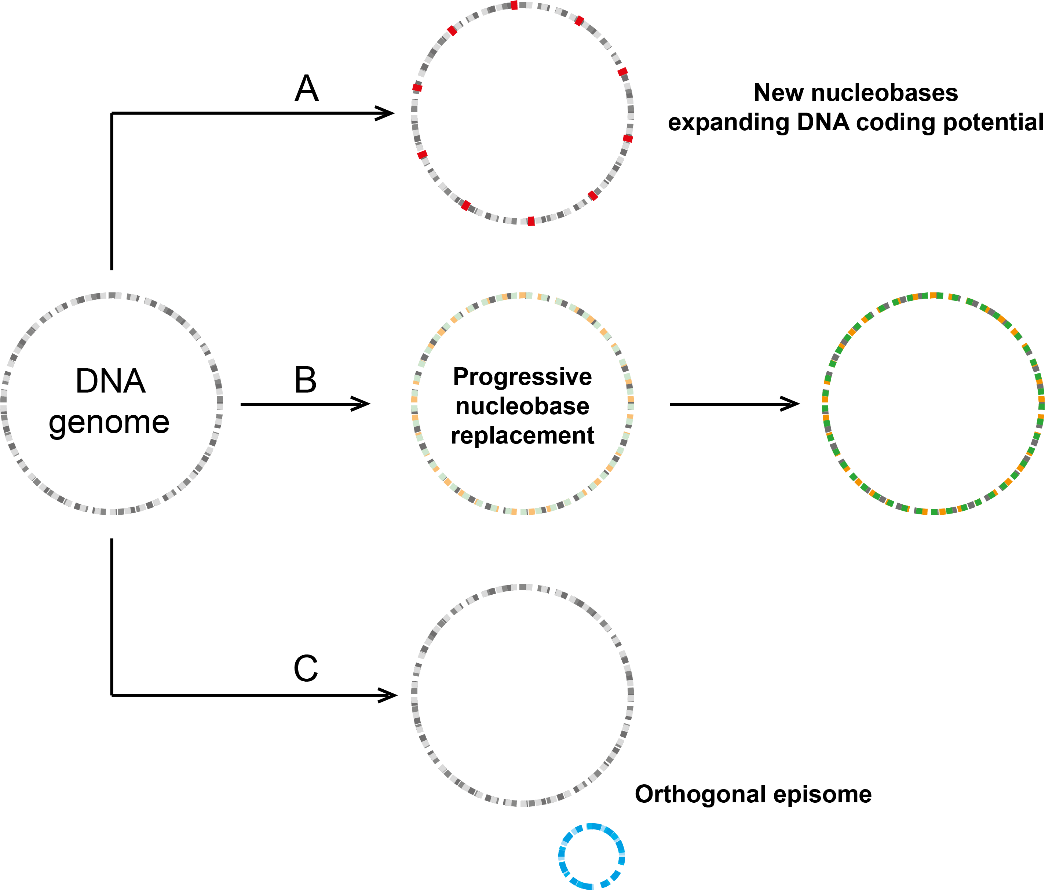 A
New nucleobases
expanding DNA coding potential
DNA
genome
B
Progressive
nucleobase
replacement
C
Orthogonal episome